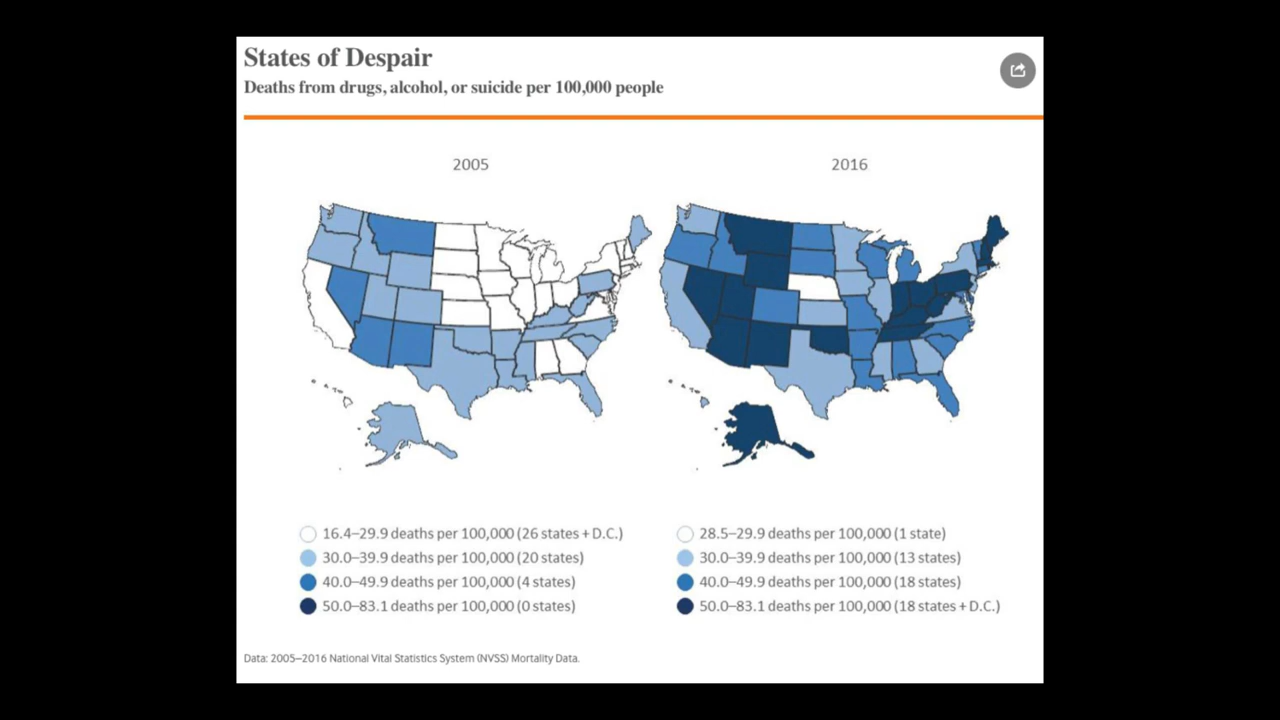 States of Despair
Deaths from drugs, alcohol, or suicide per 100,000 people
2005
2016
16.4–29.9 deaths per 100,000 (26 states + D.C.)
30.0–39.9 deaths per 100,000 (20 states)
40.0–49.9 deaths per 100,000 (4 states)
50.0–83.1 deaths per 100,000 (0 states)
28.5–29.9 deaths per 100,000 (1 state)
30.0–39.9 deaths per 100,000 (13 states)
40.0–49.9 deaths per 100,000 (18 states)
50.0–83.1 deaths per 100,000 (18 states + D.C.)
Data: 2005–2016 National Vital Statistics System (NVSS) Mortality Data.